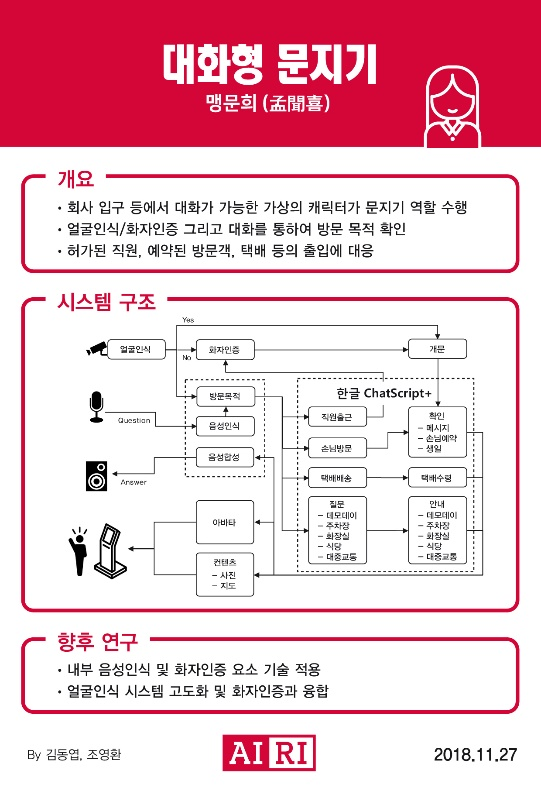 대화형 문지기
맹문희 (孟聞喜)
개요
• 회사 입구 등에서 대화가 가능한 가상의 캐릭터가 문지기 역할 수행
• 얼굴인식/화자인증 그리고 대화를 통하여 방문 목적 확인
• 허가된 직원, 예약된 방문객, 택배 등의 출입에 대응
시스템 구조
Yes
얼굴인식
No
화자인증
개문
한글 ChatScript+
방문목적
Question
음성인식
음성합성
Answer
직원출근
손님방문
택배배송
질문
– 데모데이
– 주차장
– 화장실
– 식당
– 대중교통
확인
– 메시지
– 손님예약
– 생일
택배수령
안내
– 데모데이
– 주차장
– 화장실
– 식당
– 대중교통
아바타
컨텐츠
– 사진
– 지도
향후 연구
• 내부 음성인식 및 화자인증 요소 기술 적용
• 얼굴인식 시스템 고도화 및 화자인증과 융합
By 김동엽, 조영환
AI RI
2018.11.27